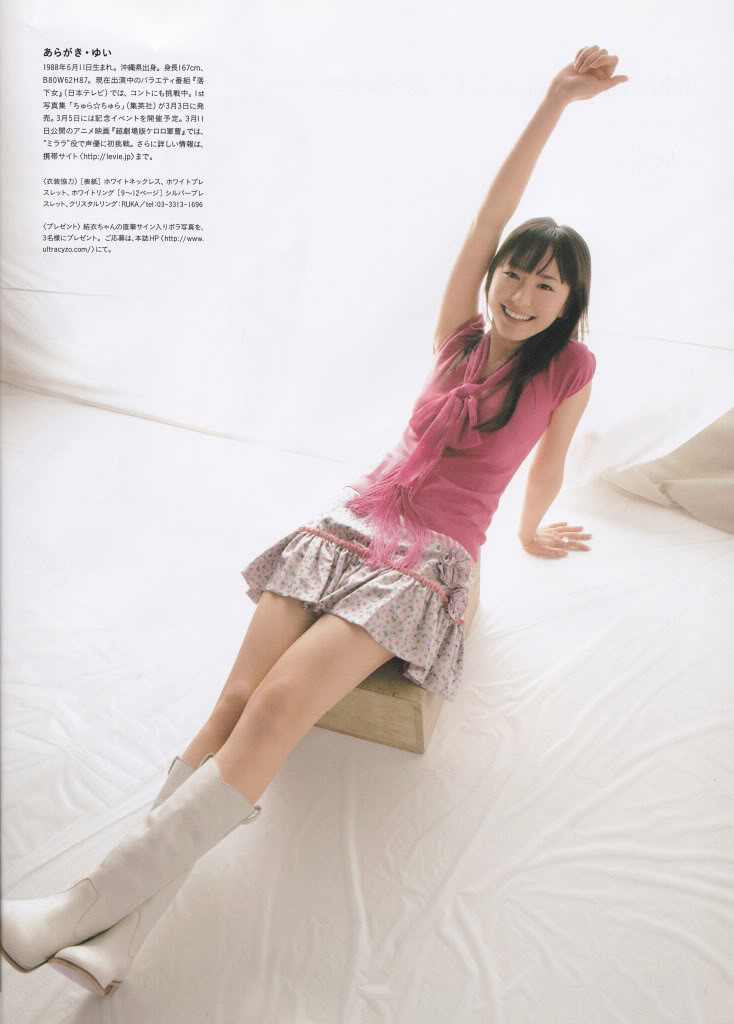 あらがき・ゆい
1988年6月11日生まれ。沖縄県出身。身長167cm、
B80W62H87。現在出演中のバラエティ番組『落
下女』（日本テレビ）では、コントにも挑戦中。1st
写真集「ちゅら☆ちゅら」（集英社）が3月3日に発
売。3月5日には記念イベントを開催予定。3月11
日公開のアニメ映画『超劇場版ケロロ軍曹』では、
“ミララ”役で声優に初挑戦。さらに詳しい情報は、
携帯サイト〈http://levie.jp〉まで。
〈衣装協力〉［表紙］ホワイトネックレス、ホワイトブレ
スレット、ホワイトリング［9〜12ページ］シルバーブレ
スレット、クリスタルリング：RUKA／tel：03-3313-1696
〈プレゼント〉結衣ちゃんの直筆サイン入りポラ写真を、
3名様にプレゼント。ご応募は、本誌HP〈http://www.
ultracyzo.com/〉にて。